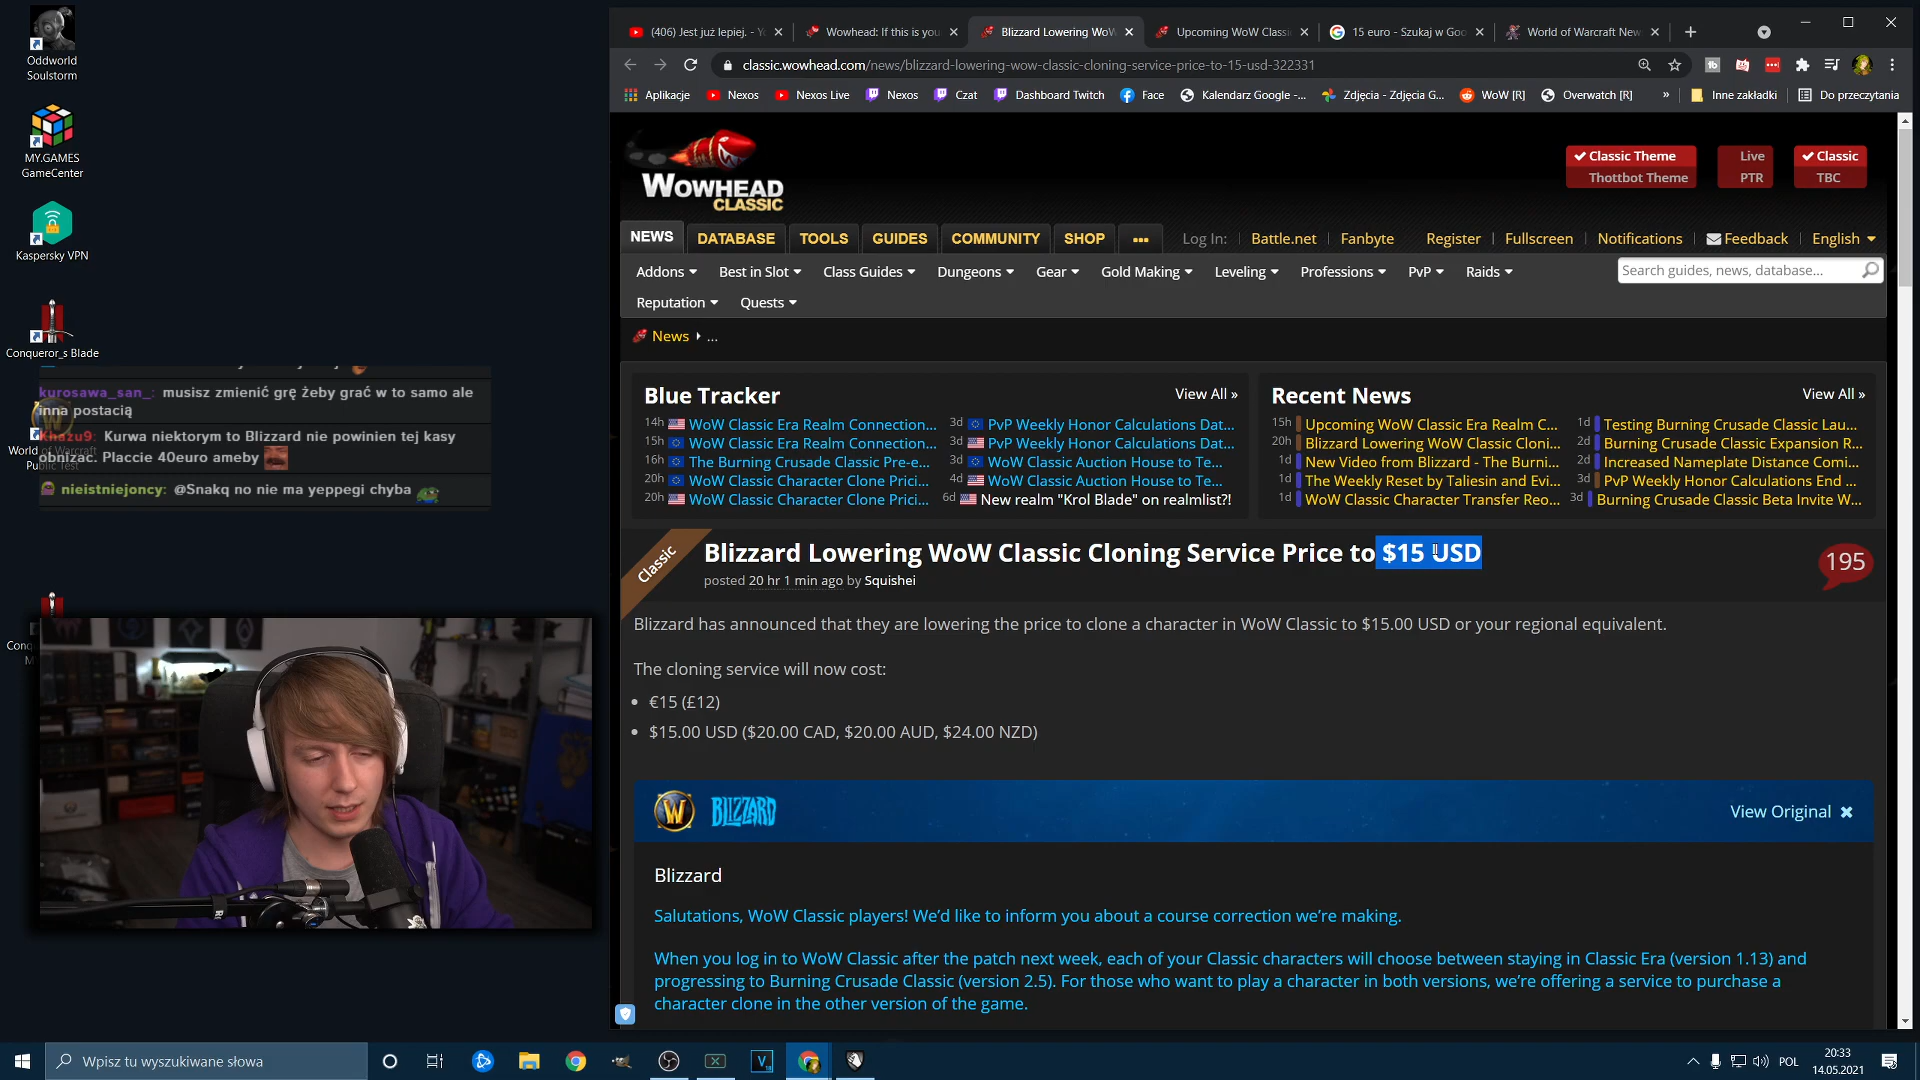 Oddworld
Soulstorm
MY.GAMES
GameCenter
Kaspersky VPN
Conqueror_s Blade
kurosawa_san_: musisz zmienić grę żeby grać w to samo ale
inna postacią
Khazu9: Kurwa niektorym to Blizzard nie powinien tej kasy
obnizac. Placcie 40euro ameby
World of Warcraft
Public Test
nieistniejoncy: @Snakq no nie ma yeppegi chyba
(406) Jest już lepiej. - Y
Wowhead: If this is you
Blizzard Lowering WoW
Upcoming WoW Classi
15 euro - Szukaj w Goo
World of Warcraft New
classic.wowhead.com/news/blizzard-lowering-wow-classic-cloning-service-price-to-15-usd-322331
Aplikacje
Nexos
Nexos Live
Nexos
Czat
Dashboard Twitch
Face
Kalendarz Google -...
Zdjęcia - Zdjęcia G...
WoW [R]
Overwatch [R]
»
Inne zakładki
Do przeczytania
WOWHEAD
CLASSIC
Classic Theme
Thottbot Theme
Live
PTR
Classic
TBC
NEWS DATABASE TOOLS GUIDES COMMUNITY SHOP ... Log In: Battle.net Fanbyte Register Fullscreen Notifications Feedback English
Addons Best in Slot Class Guides Dungeons Gear Gold Making Leveling Professions PvP Raids
Search guides, news, database...
Reputation Quests
News ...
Blue Tracker View All »
14h WoW Classic Era Realm Connection...
15h WoW Classic Era Realm Connection...
16h The Burning Crusade Classic Pre-e...
20h WoW Classic Character Clone Prici...
20h WoW Classic Character Clone Prici...
3d PvP Weekly Honor Calculations Dat...
3d PvP Weekly Honor Calculations Dat...
3d WoW Classic Auction House to Te...
4d WoW Classic Auction House to Te...
6d New realm "Krol Blade" on realmlist?!
Recent News View All »
15h Upcoming WoW Classic Era Realm C...
20h Blizzard Lowering WoW Classic Cloni...
1d New Video from Blizzard - The Burni...
1d The Weekly Reset by Taliesin and Evi...
1d WoW Classic Character Transfer Reo...
1d Testing Burning Crusade Classic Lau...
2d Burning Crusade Classic Expansion R...
2d Increased Nameplate Distance Comi...
3d PvP Weekly Honor Calculations End ...
3d Burning Crusade Classic Beta Invite W...
Classic
Blizzard Lowering WoW Classic Cloning Service Price to $15 USD
posted 20 hr 1 min ago by Squishei
195
Blizzard has announced that they are lowering the price to clone a character in WoW Classic to $15.00 USD or your regional equivalent.
The cloning service will now cost:
• €15 (£12)
• $15.00 USD ($20.00 CAD, $20.00 AUD, $24.00 NZD)
BLIZZARD
View Original
Blizzard
Salutations, WoW Classic players! We'd like to inform you about a course correction we're making.
When you log in to WoW Classic after the patch next week, each of your Classic characters will choose between staying in Classic Era (version 1.13) and
progressing to Burning Crusade Classic (version 2.5). For those who want to play a character in both versions, we're offering a service to purchase a
character clone in the other version of the game.
Wpisz tu wyszukiwane słowa
POL
20:33
14.05.2021